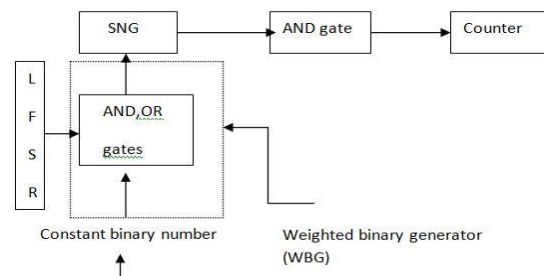 SNG
AND gate
Counter
L
F
S
R
AND,OR
gates
Constant binary number
Weighted binary generator
(WBG)